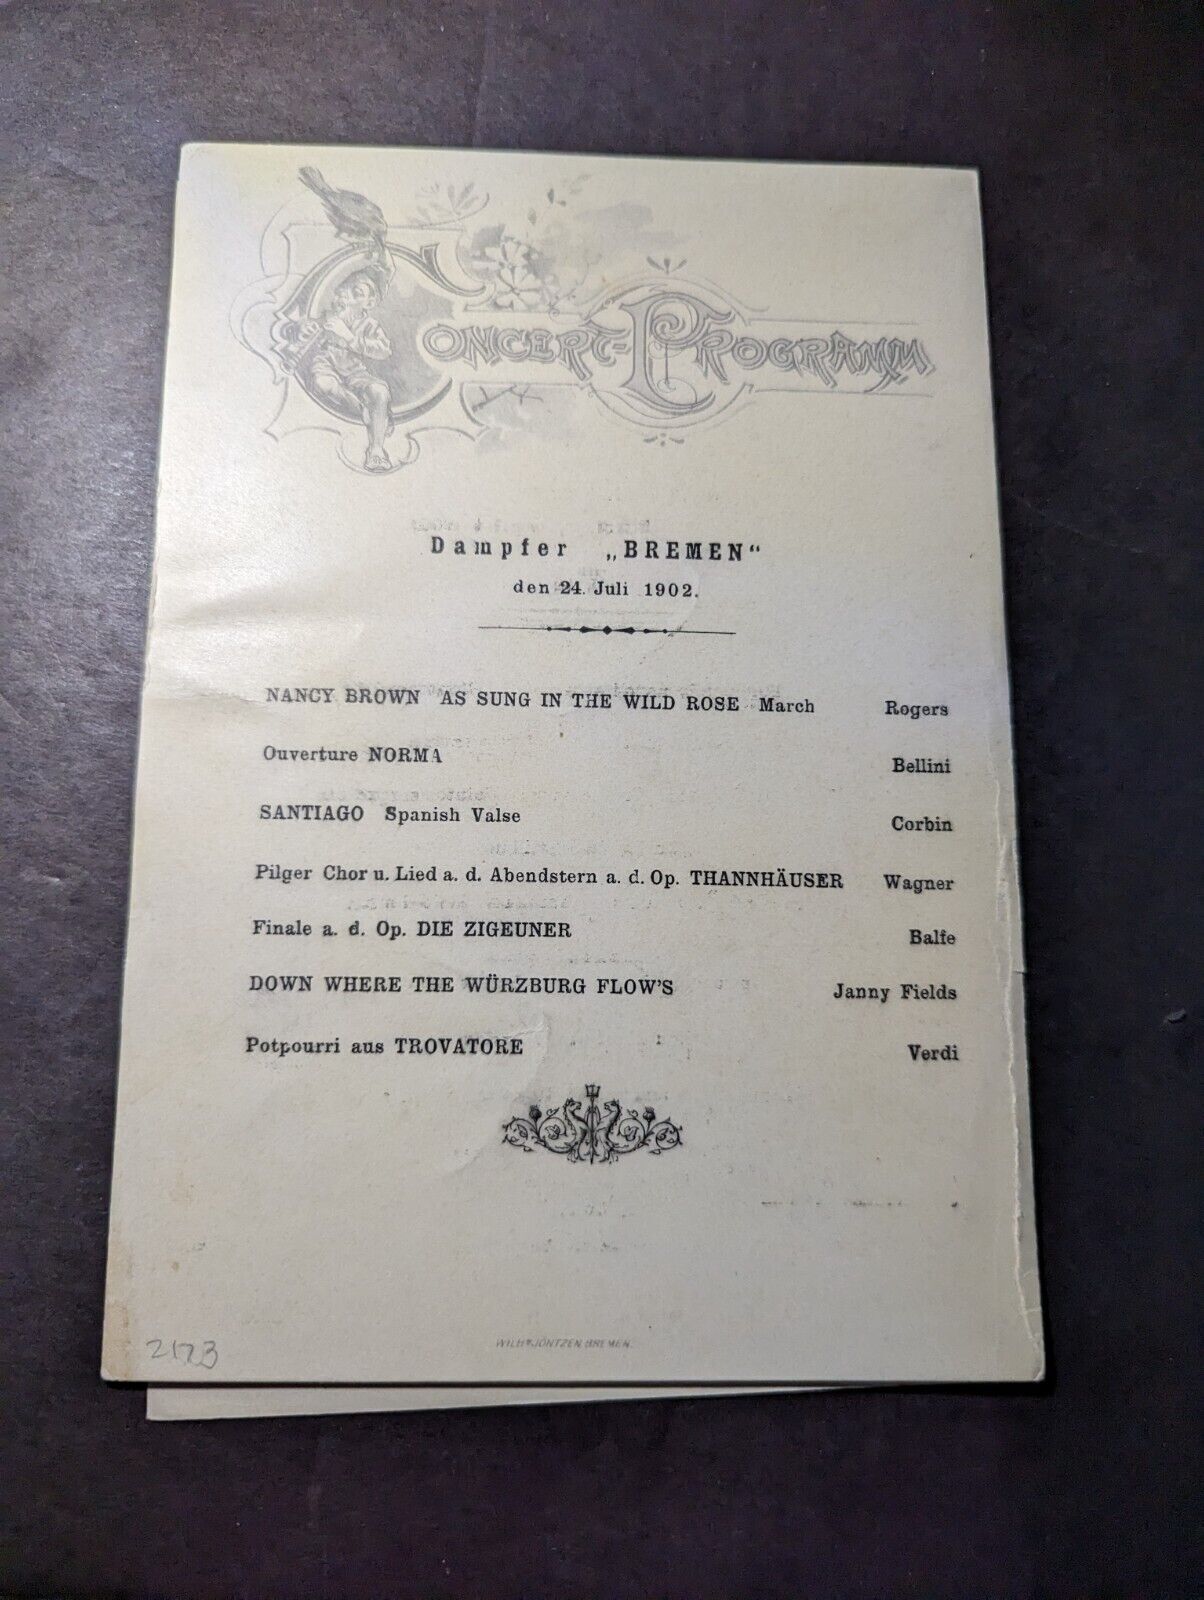 Concert-Programm
Dampfer „BREMEN“
den 24. Juli 1902.
NANCY BROWN AS SUNG IN THE WILD ROSE March Rogers
Ouverture NORMA Bellini
SANTIAGO Spanish Valse Corbin
Pilger Chor u. Lied a. d. Abendstern a. d. Op. THANNHÄUSER Wagner
Finale a. d. Op. DIE ZIGEUNER Balfe
DOWN WHERE THE WÜRZBURG FLOW'S Janny Fields
Potpourri aus TROVATORE Verdi
WILH. JÖNTZEN, BREMEN.
2173